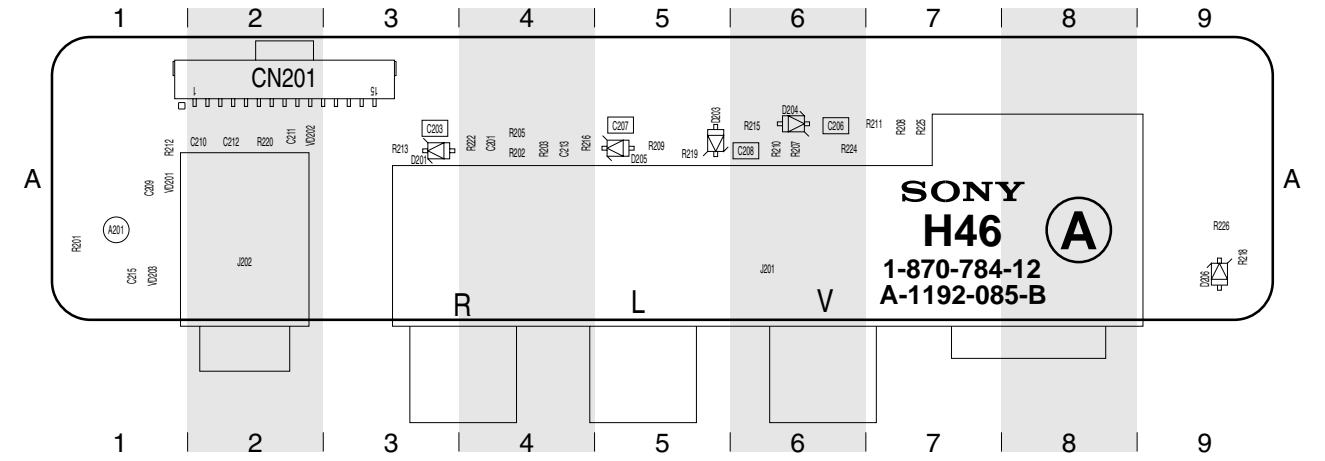 1 2 3 4 5 6 7 8 9
CN201
1 15
D204
D203
C203 C207 R215 C206 R211 R208 R225
R212 C210 C212 R220 C211 VD202 R213 D201 R222 C201 R205 R202 R203 C213 R216 D205 R209 R219 C208 R210 R207 R224
A A
C209 VD201
SONY
A201
H46 A
R226
R201
J202 J201
1-870-784-12
R218
C215 VD203 D206
A-1192-085-B
R L V
1 2 3 4 5 6 7 8 9